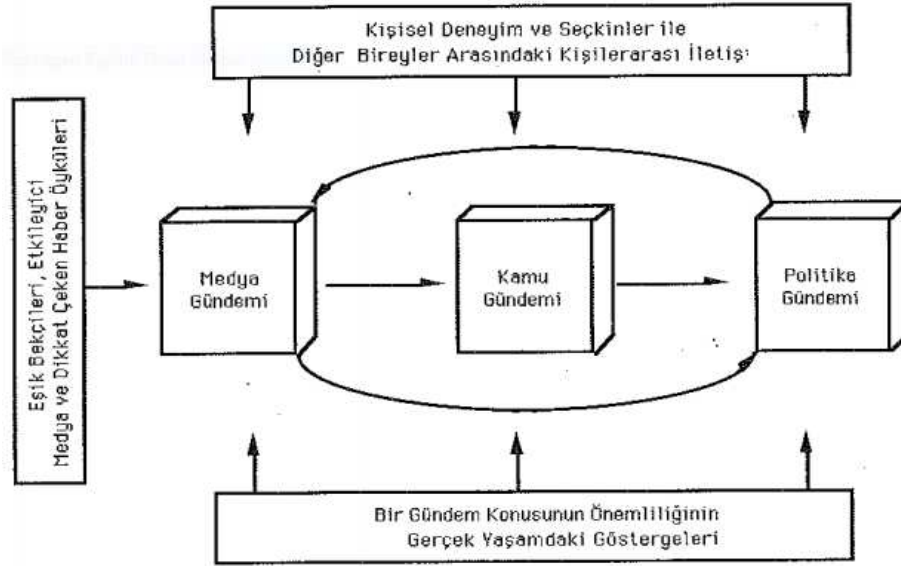 Kişisel Deneyim ve Seçkinler ile
Diğer Bireyler Arasındaki Kişilerarası İletiş
Eşik Bekçileri, Etkileyici
Medya ve Dikkat Çeken Haber Öyküleri
Medya
Gündemi
Kamu
Gündemi
Politika
Gündemi
Bir Gündem Konusunun Önemliliğinin
Gerçek Yaşamdaki Göstergeleri